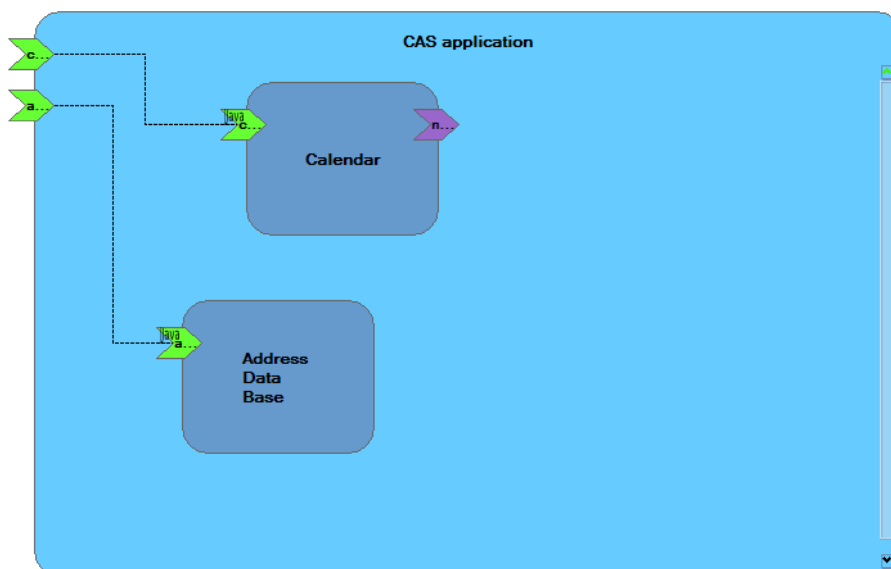 CAS application
c...
a...
Java
c...
n...
Calendar
Java
a...
Address
Data
Base